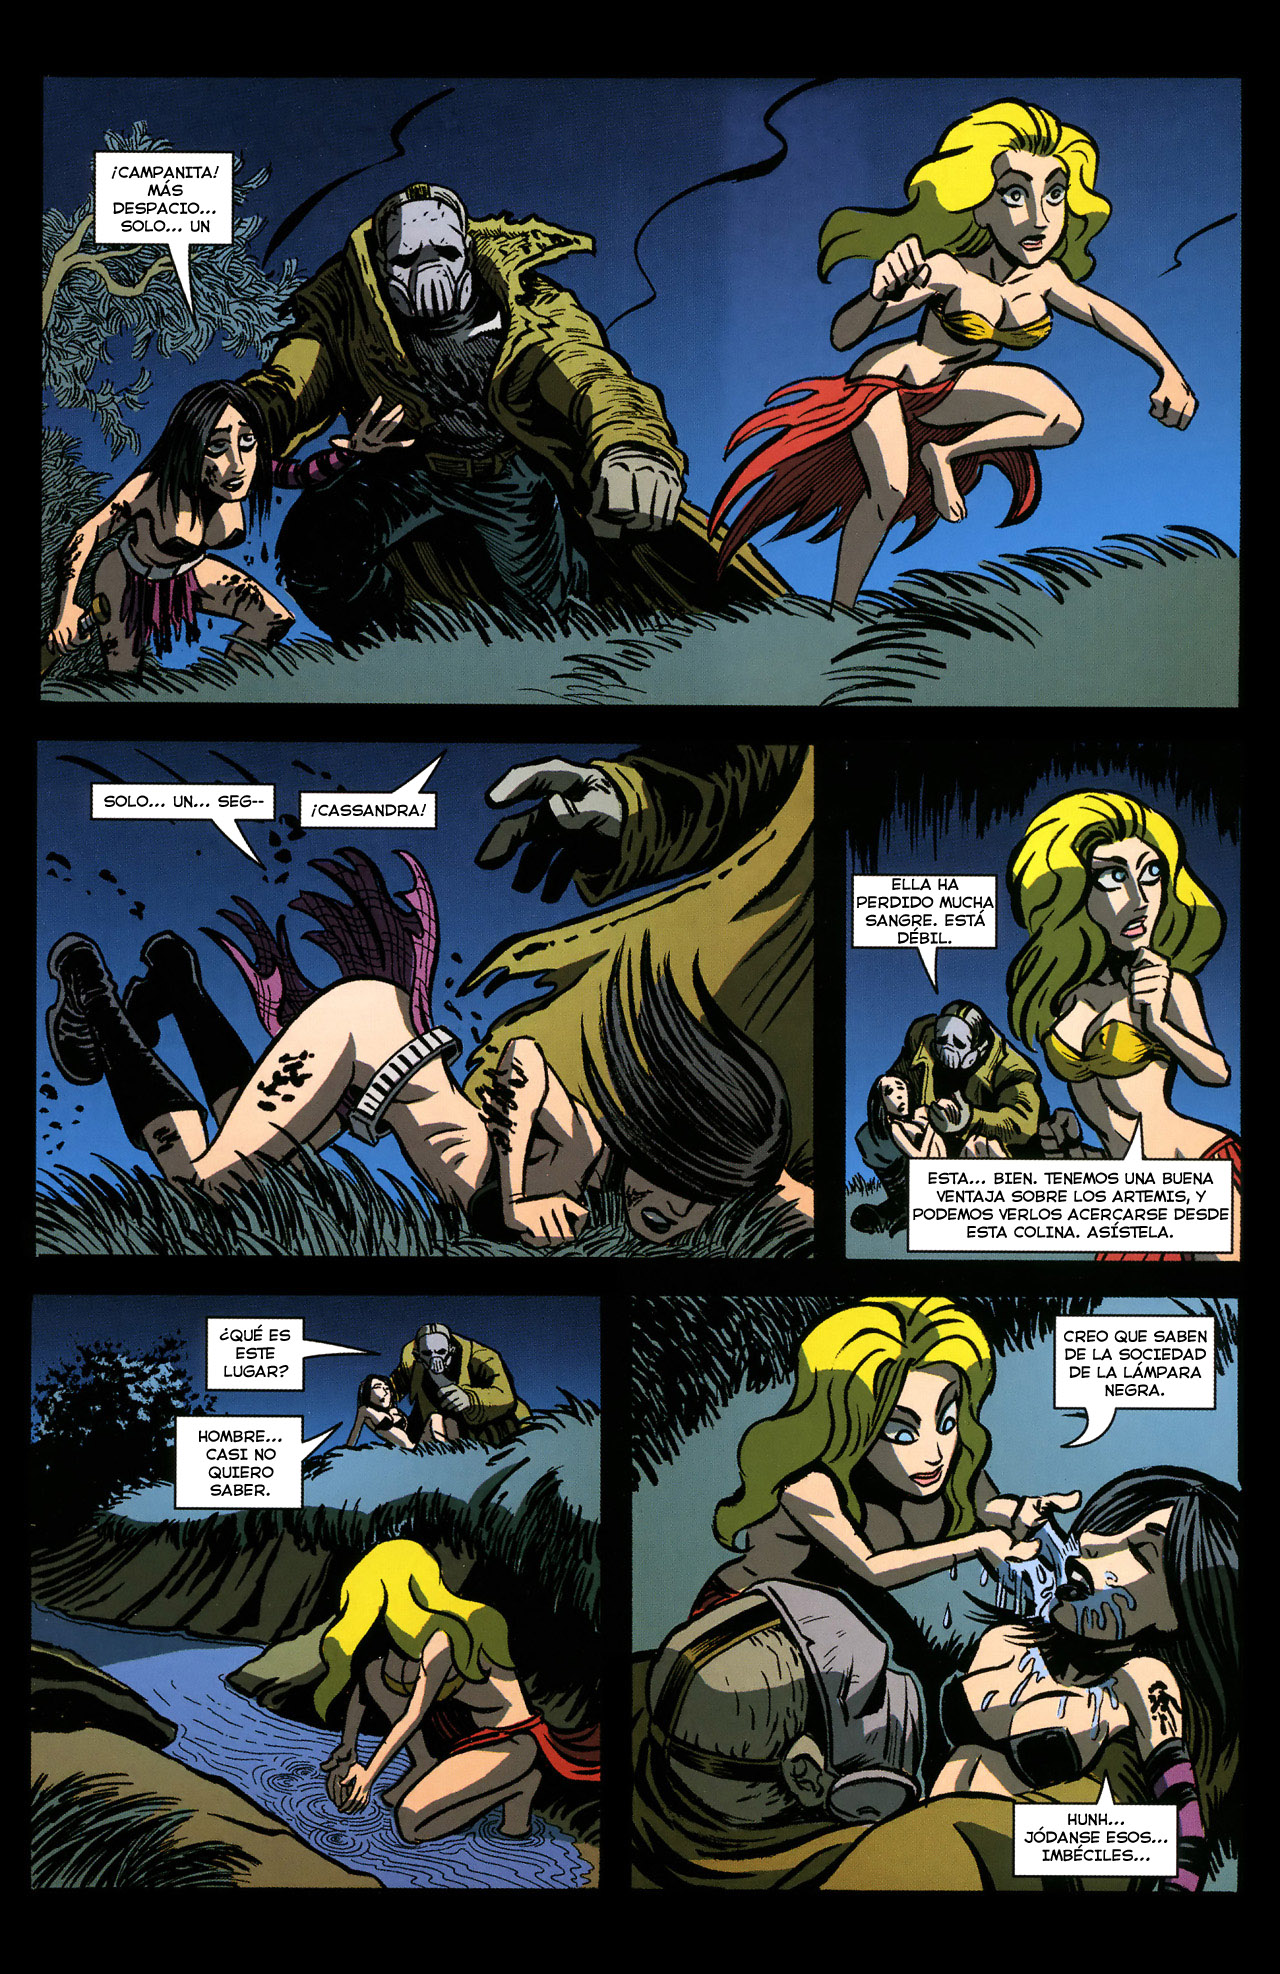 ¡CAMPANITA!
MÁS
DESPACIO...
SOLO... UN
SOLO... UN... SEG--
¡CASSANDRA!
ELLA HA
PERDIDO MUCHA
SANGRE. ESTÁ
DÉBIL.
ESTA... BIEN. TENEMOS UNA BUENA
VENTAJA SOBRE LOS ARTEMIS, Y
PODEMOS VERLOS ACERCARSE DESDE
ESTA COLINA. ASÍSTELA.
¿QUÉ ES
ESTE
LUGAR?
HOMBRE...
CASI NO
QUIERO
SABER.
CREO QUE SABEN
DE LA SOCIEDAD
DE LA LÁMPARA
NEGRA.
HUNH...
JÓDANSE ESOS...
IMBÉCILES...